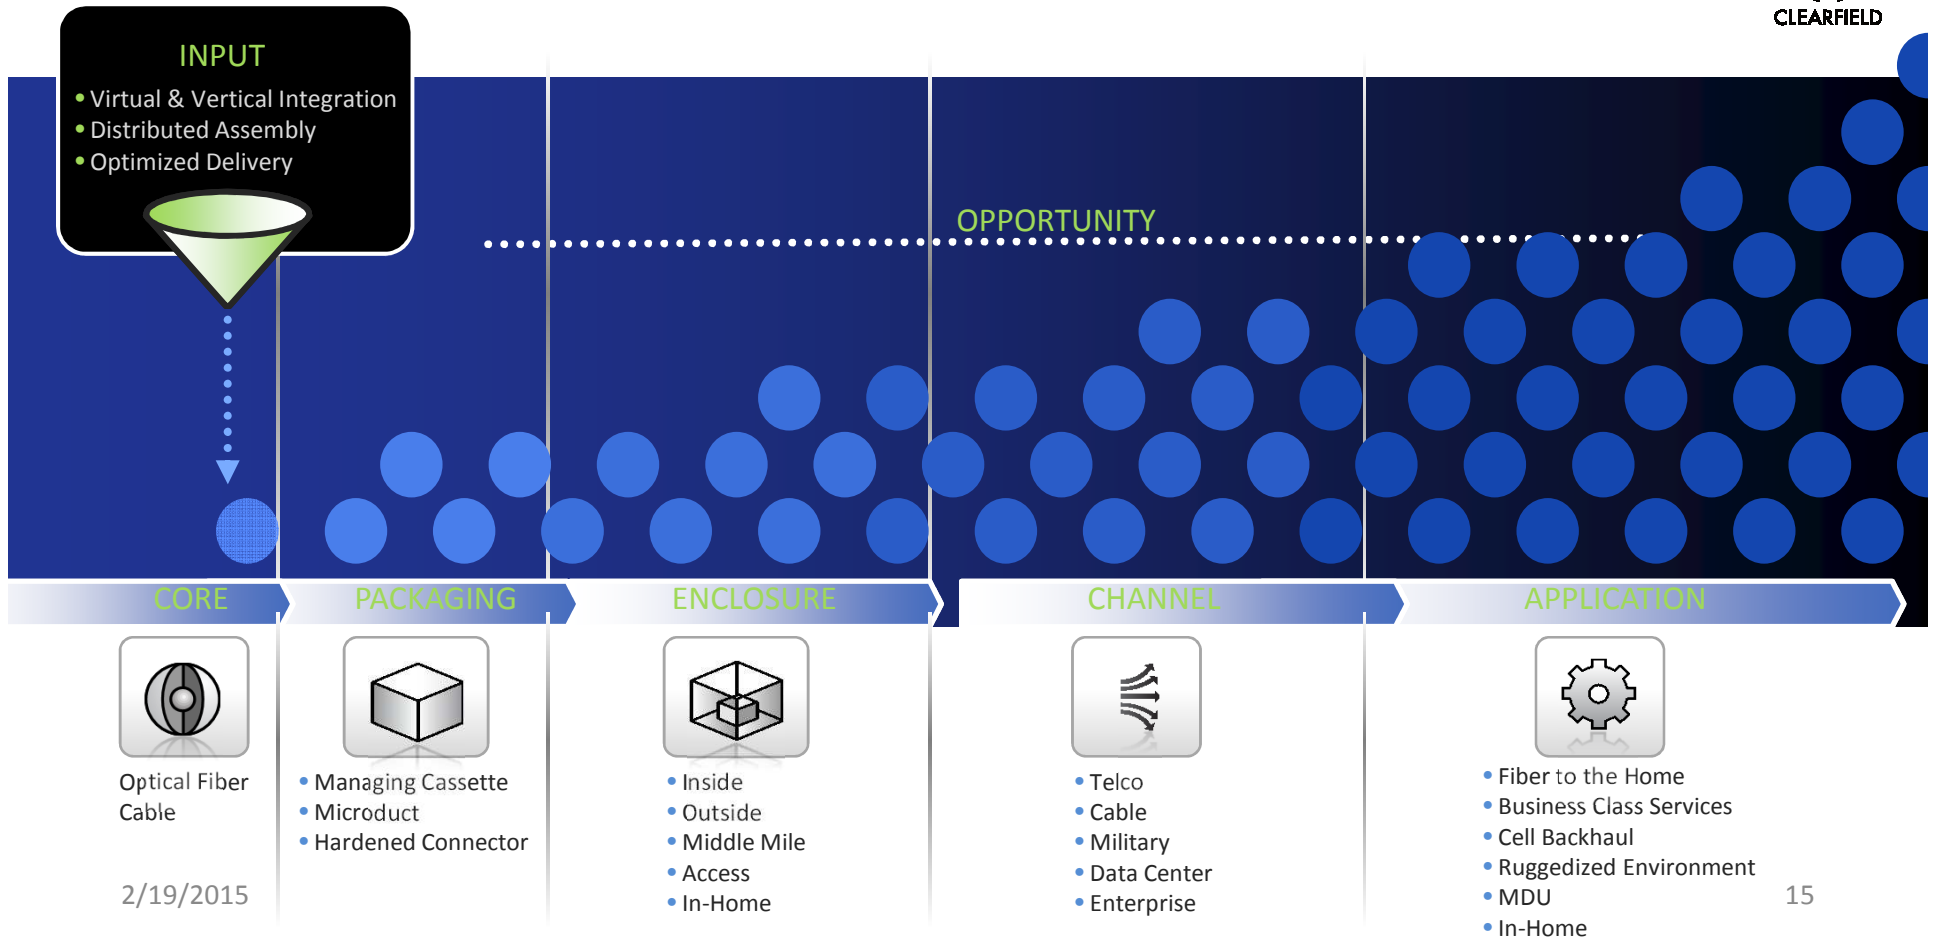 CLEARFIELD
INPUT
• Virtual & Vertical Integration
• Distributed Assembly
• Optimized Delivery
OPPORTUNITY
CORE
PACKAGING
ENCLOSURE
CHANNEL
APPLICATION
Optical Fiber
Cable
• Managing Cassette
• Microduct
• Hardened Connector
• Inside
• Outside
• Middle Mile
• Access
• In-Home
• Telco
• Cable
• Military
• Data Center
• Enterprise
• Fiber to the Home
• Business Class Services
• Cell Backhaul
• Ruggedized Environment
• MDU
• In-Home
2/19/2015
15